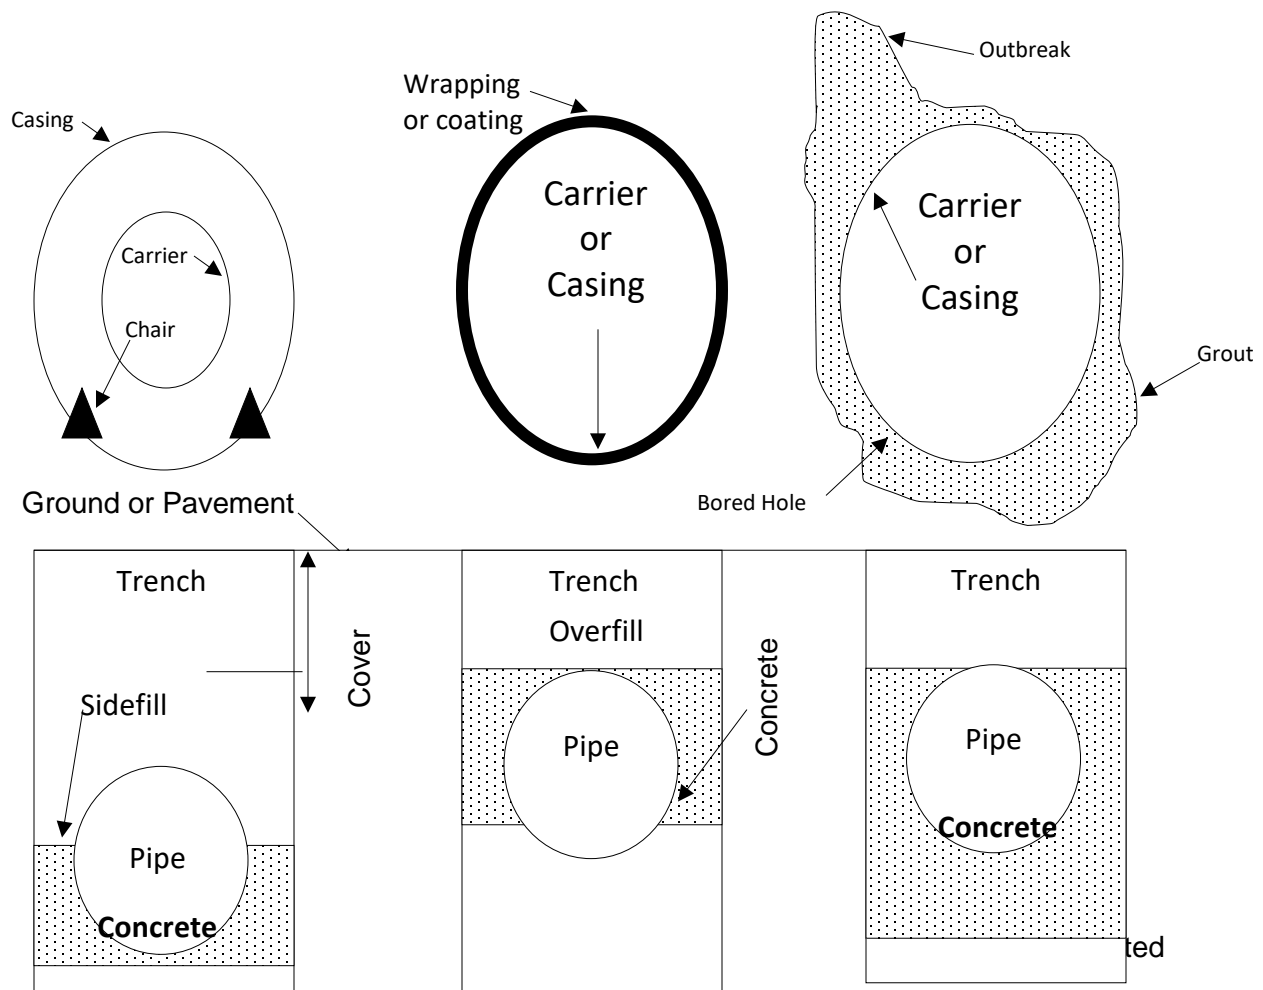 Outbreak
Wrapping
or coating
Casing
Carrier
or
Casing
Carrier
or
Casing
Carrier
Chair
Grout
Bored Hole
Ground or Pavement
Trench
Trench
Overfill
Trench
Cover
Concrete
Sidefill
Pipe
Pipe
Pipe
Concrete
Concrete
ted